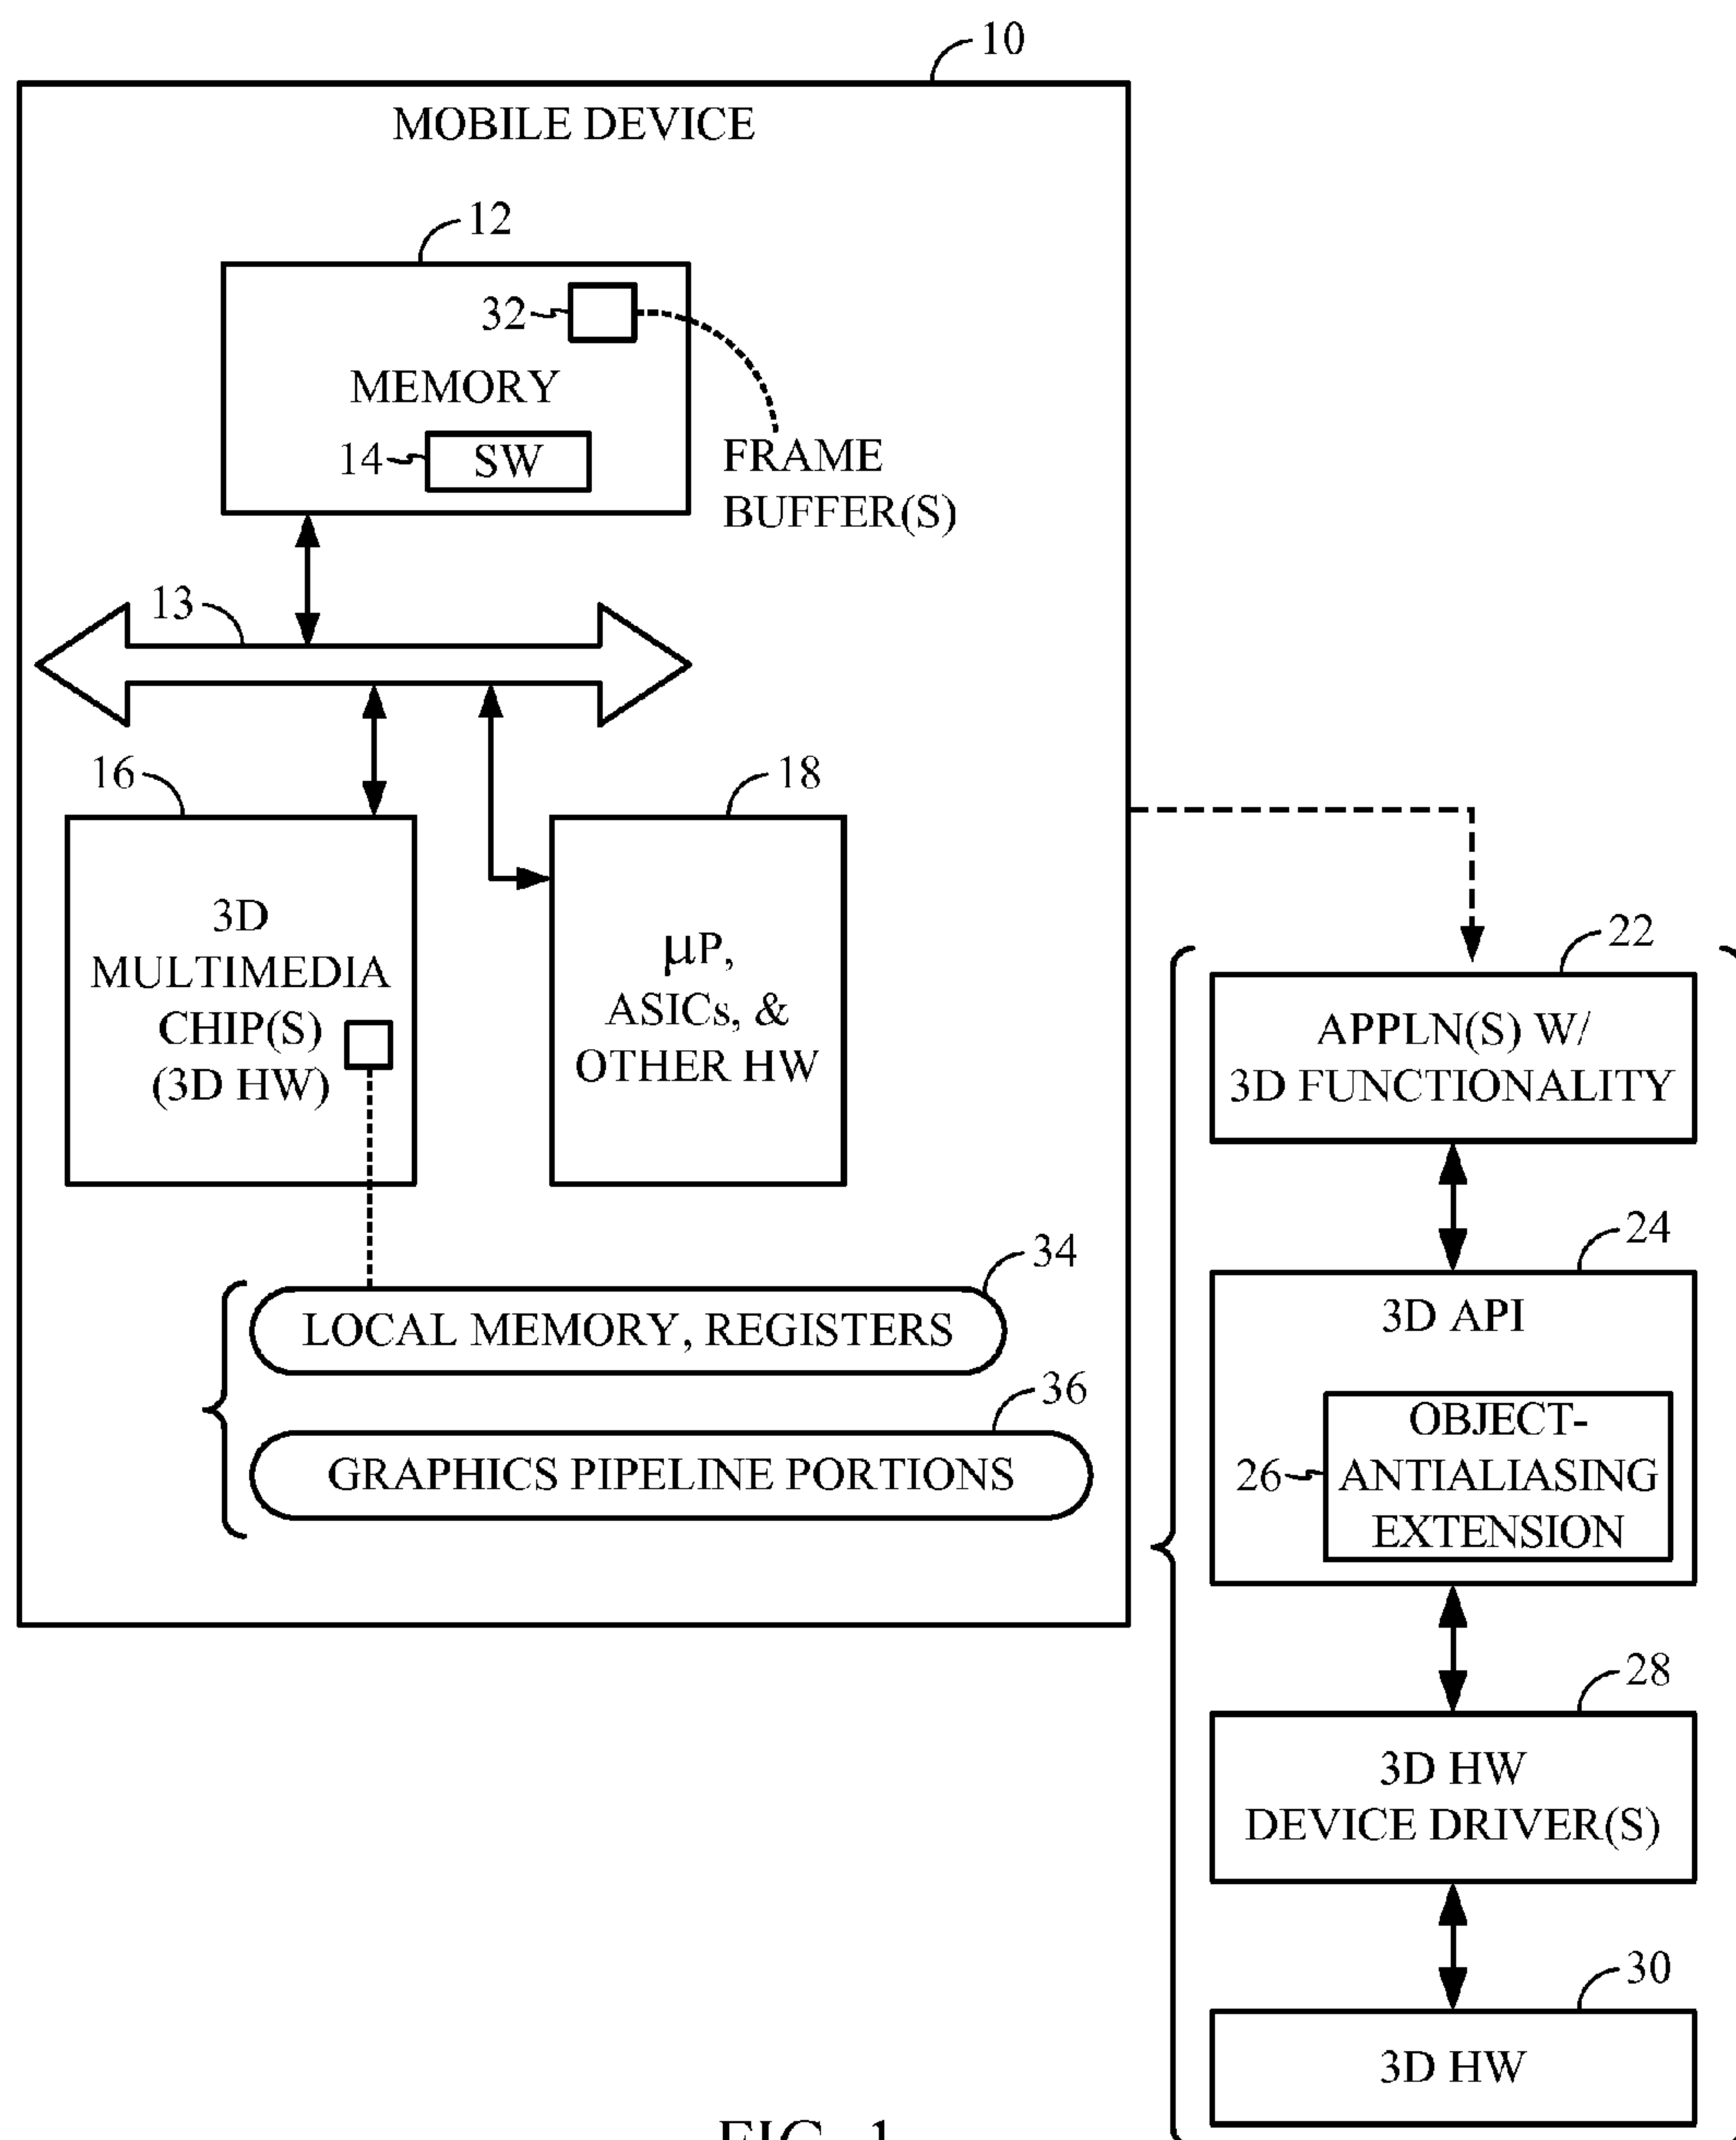 10
MOBILE DEVICE
12
32
MEMORY
14
SW
FRAME
BUFFER(S)
13
16
18
3D
MULTIMEDIA
CHIP(S)
(3D HW)
µP,
ASICs, &
OTHER HW
34
LOCAL MEMORY, REGISTERS
36
GRAPHICS PIPELINE PORTIONS
22
APPLN(S) W/
3D FUNCTIONALITY
24
3D API
26
OBJECT-
ANTIALIASING
EXTENSION
28
3D HW
DEVICE DRIVER(S)
30
3D HW
FIG. 1